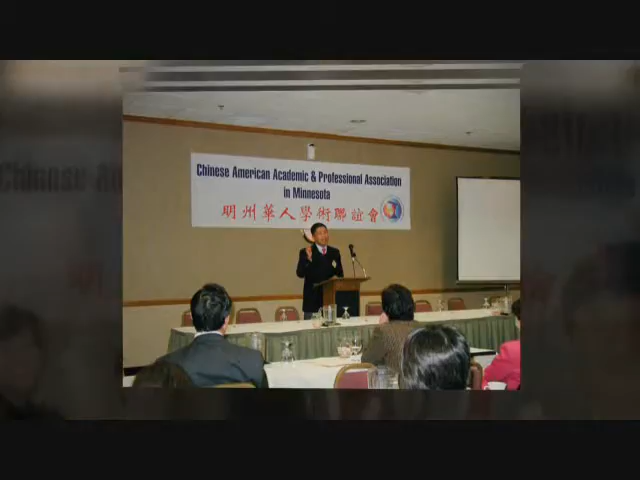 Chinese American Academic & Professional Association
in Minnesota
明州華人學術聯誼會